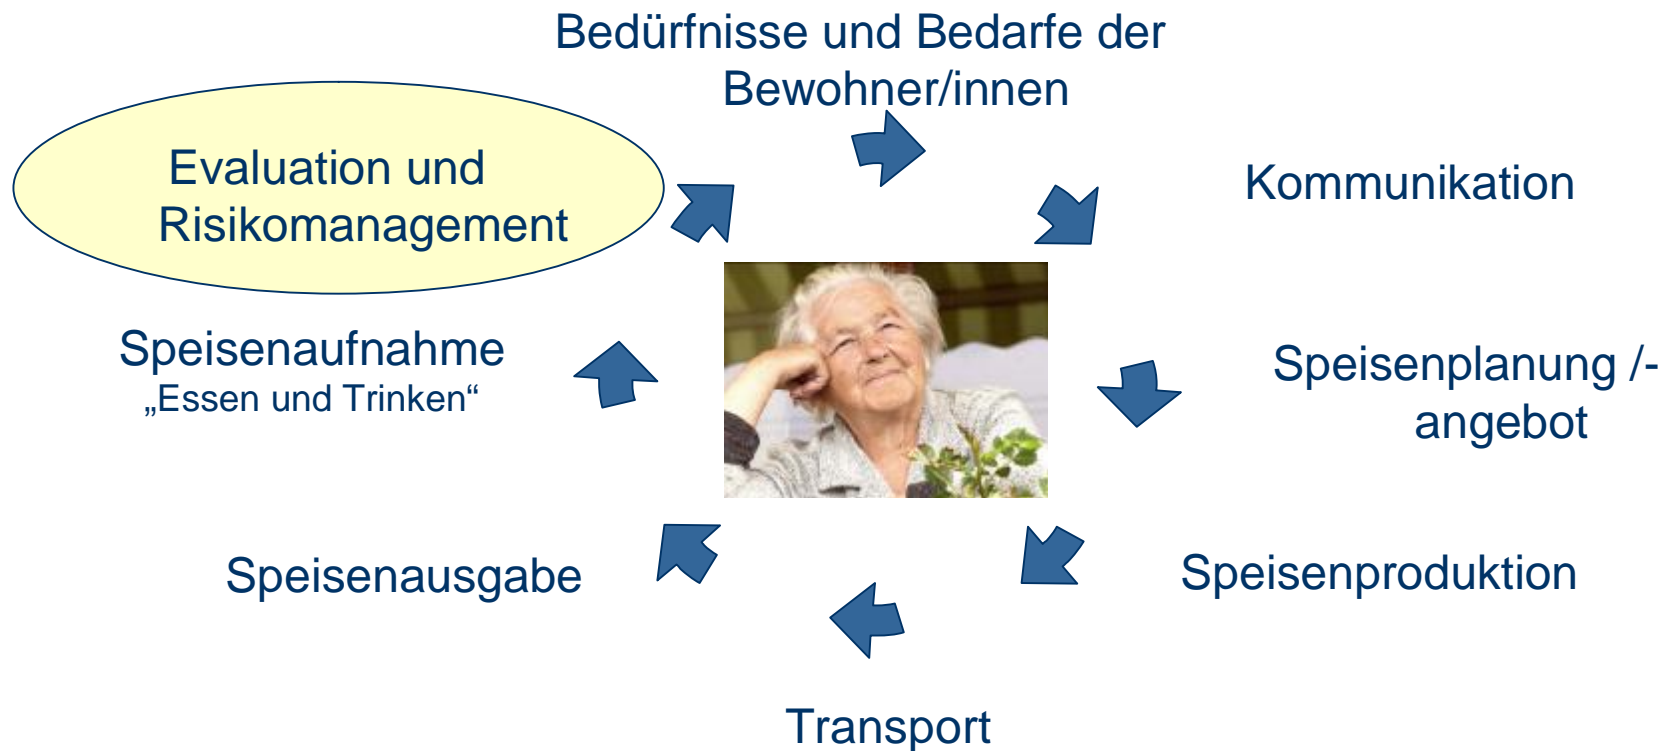 Bedürfnisse und Bedarfe der
Bewohner/innen
Evaluation und
Risikomanagement
Kommunikation
Speisenaufnahme
„Essen und Trinken“
Speisenplanung /-
angebot
Speisenausgabe
Speisenproduktion
Transport